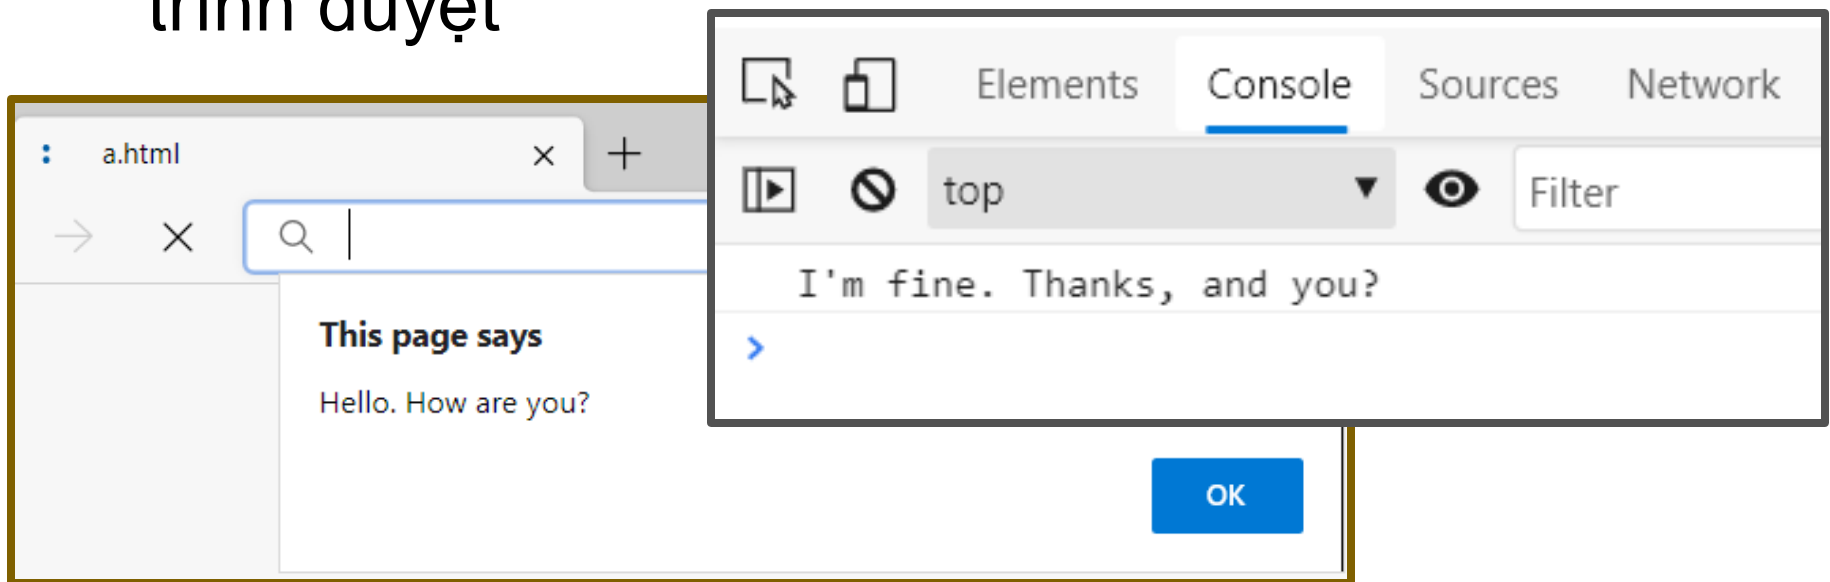 trình duyệt
a.html
This page says
Hello. How are you?
OK
Elements Console Sources Network
top Filter
I'm fine. Thanks, and you?